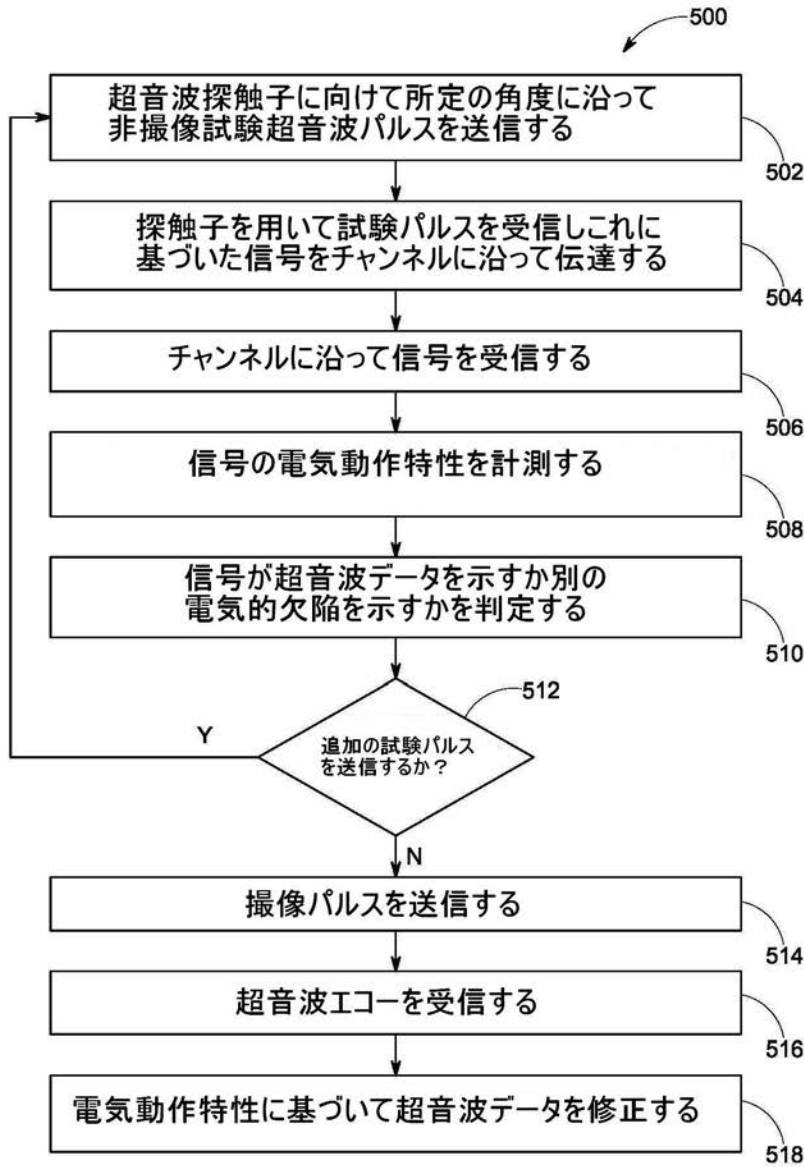 500
超音波探触子に向けて所定の角度に沿って
非撮像試験超音波パルスを送信する
502
探触子を用いて試験パルスを受信しこれに
基づいた信号をチャンネルに沿って伝達する
504
チャンネルに沿って信号を受信する
506
信号の電気動作特性を計測する
508
信号が超音波データを示すか別の
電気的欠陥を示すかを判定する
510
512
追加の試験パルス
を送信するか？
Y
N
撮像パルスを送信する
514
超音波エコーを受信する
516
電気動作特性に基づいて超音波データを修正する
518